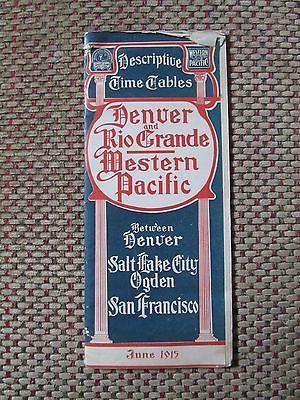 WESTERN PACIFIC
Descriptive
Time Tables
Denver
and
Rio Grande
Western
Pacific
Between
Denver
Salt Lake City
Ogden
San Francisco
June 1915